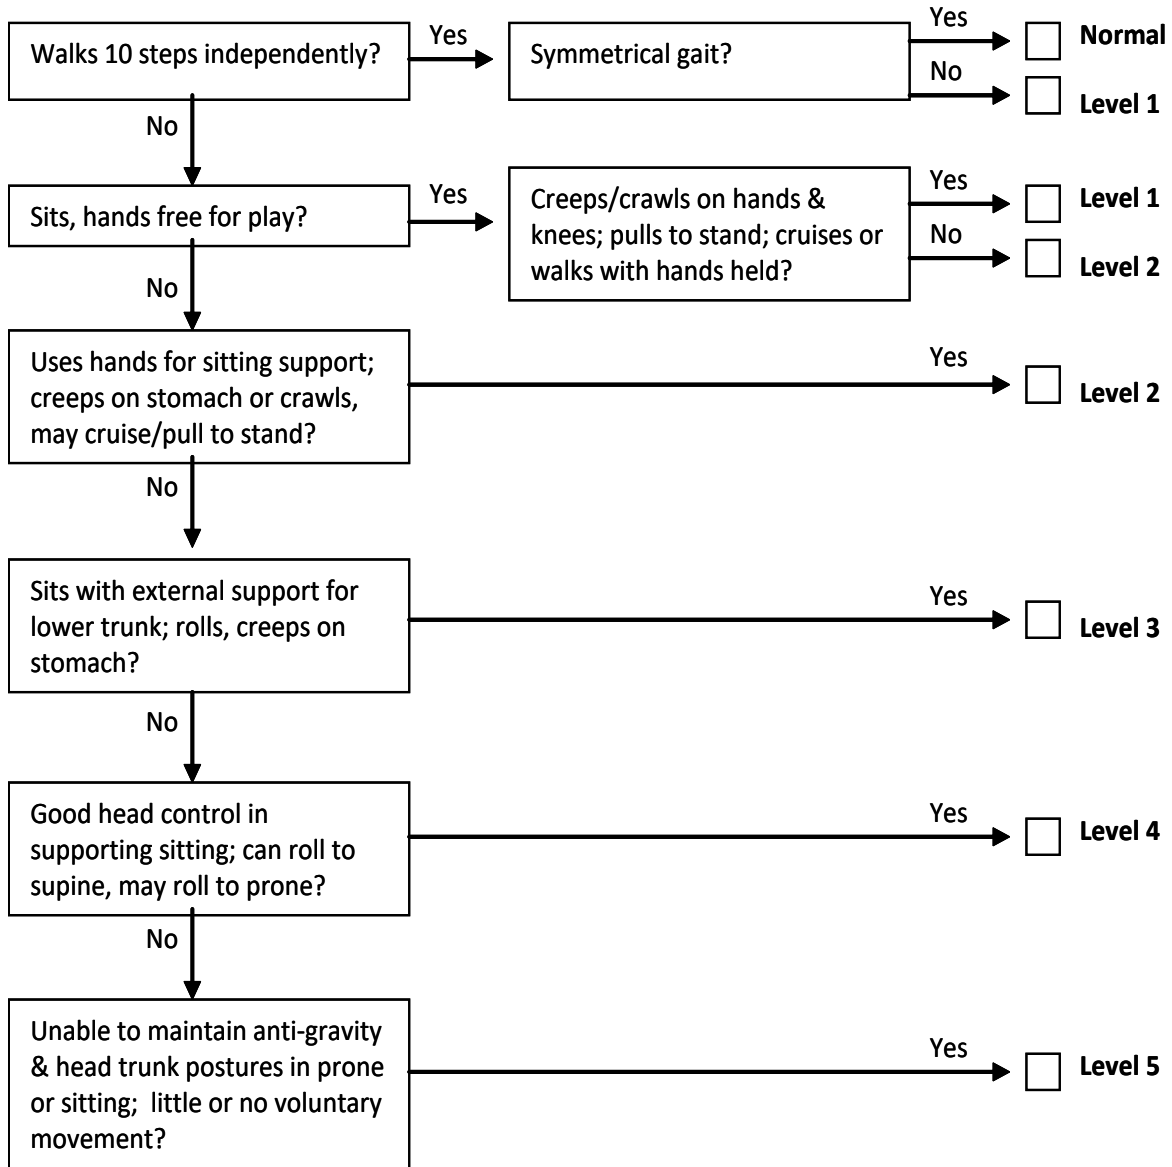 Walks 10 steps independently?
Yes
Symmetrical gait?
Yes
Normal
No
Level 1
No
Sits, hands free for play?
Yes
Creeps/crawls on hands &
knees; pulls to stand; cruises or
walks with hands held?
Yes
Level 1
No
Level 2
No
Uses hands for sitting support;
creeps on stomach or crawls,
may cruise/pull to stand?
Yes
Level 2
No
Sits with external support for
lower trunk; rolls, creeps on
stomach?
Yes
Level 3
No
Good head control in
supporting sitting; can roll to
supine, may roll to prone?
Yes
Level 4
No
Unable to maintain anti-gravity
& head trunk postures in prone
or sitting;  little or no voluntary
movement?
Yes
Level 5